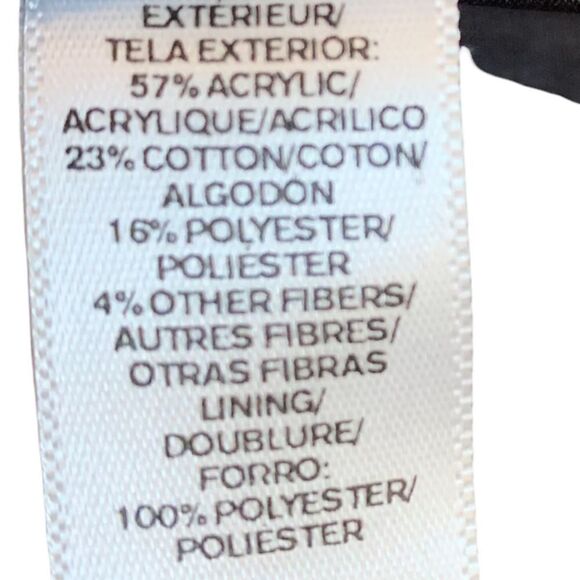 EXTÉRIEUR/
TELA EXTERIOR:
57% ACRYLIC/
ACRYLIQUE/ACRILICO
23% COTTON/COTON/
ALGODÓN
16% POLYESTER/
POLIÉSTER
4% OTHER FIBERS/
AUTRES FIBRES/
OTRAS FIBRAS
LINING/
DOUBLURE/
FORRO:
100% POLYESTER/
POLIESTER